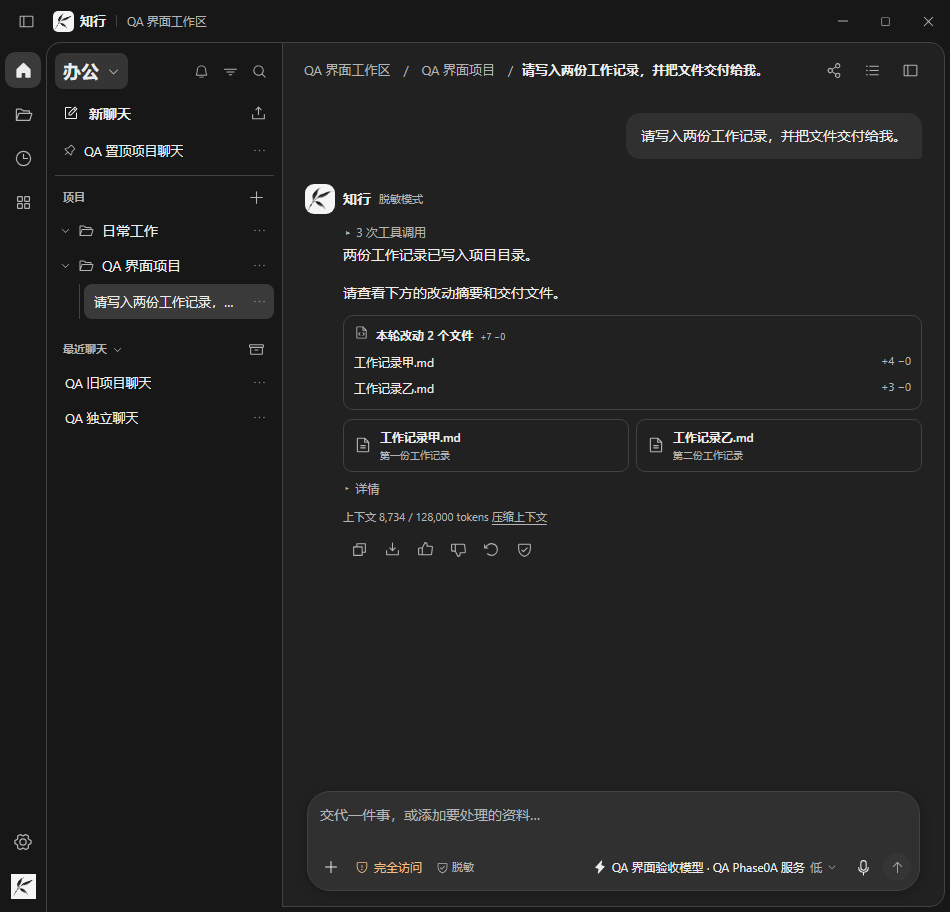 知行
QA 界面工作区
办公
新聊天
QA 置顶项目聊天
项目
日常工作
QA 界面项目
请写入两份工作记录，...
最近聊天
QA 旧项目聊天
QA 独立聊天
QA 界面工作区 / QA 界面项目 / 请写入两份工作记录，并把文件交付给我。
请写入两份工作记录，并把文件交付给我。
知行 脱敏模式
3 次工具调用
两份工作记录已写入项目目录。
请查看下方的改动摘要和交付文件。
本轮改动 2 个文件 +7 −0
工作记录甲.md +4 −0
工作记录乙.md +3 −0
工作记录甲.md
第一份工作记录
工作记录乙.md
第二份工作记录
详情
上下文 8,734 / 128,000 tokens 压缩上下文
交代一件事，或添加要处理的资料...
完全访问 脱敏 QA 界面验收模型 · QA Phase0A 服务 低